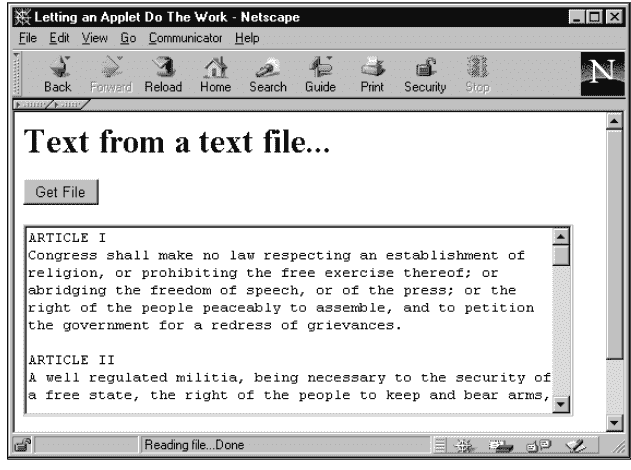 Letting an Applet Do The Work - Netscape
File Edit View Go Communicator Help
Back Forward Reload Home Search Guide Print Security Stop
N
Text from a text file...
Get File
ARTICLE I
Congress shall make no law respecting an establishment of
religion, or prohibiting the free exercise thereof; or
abridging the freedom of speech, or of the press; or the
right of the people peaceably to assemble, and to petition
the government for a redress of grievances.
ARTICLE II
A well regulated militia, being necessary to the security of
a free state, the right of the people to keep and bear arms,
Reading file...Done